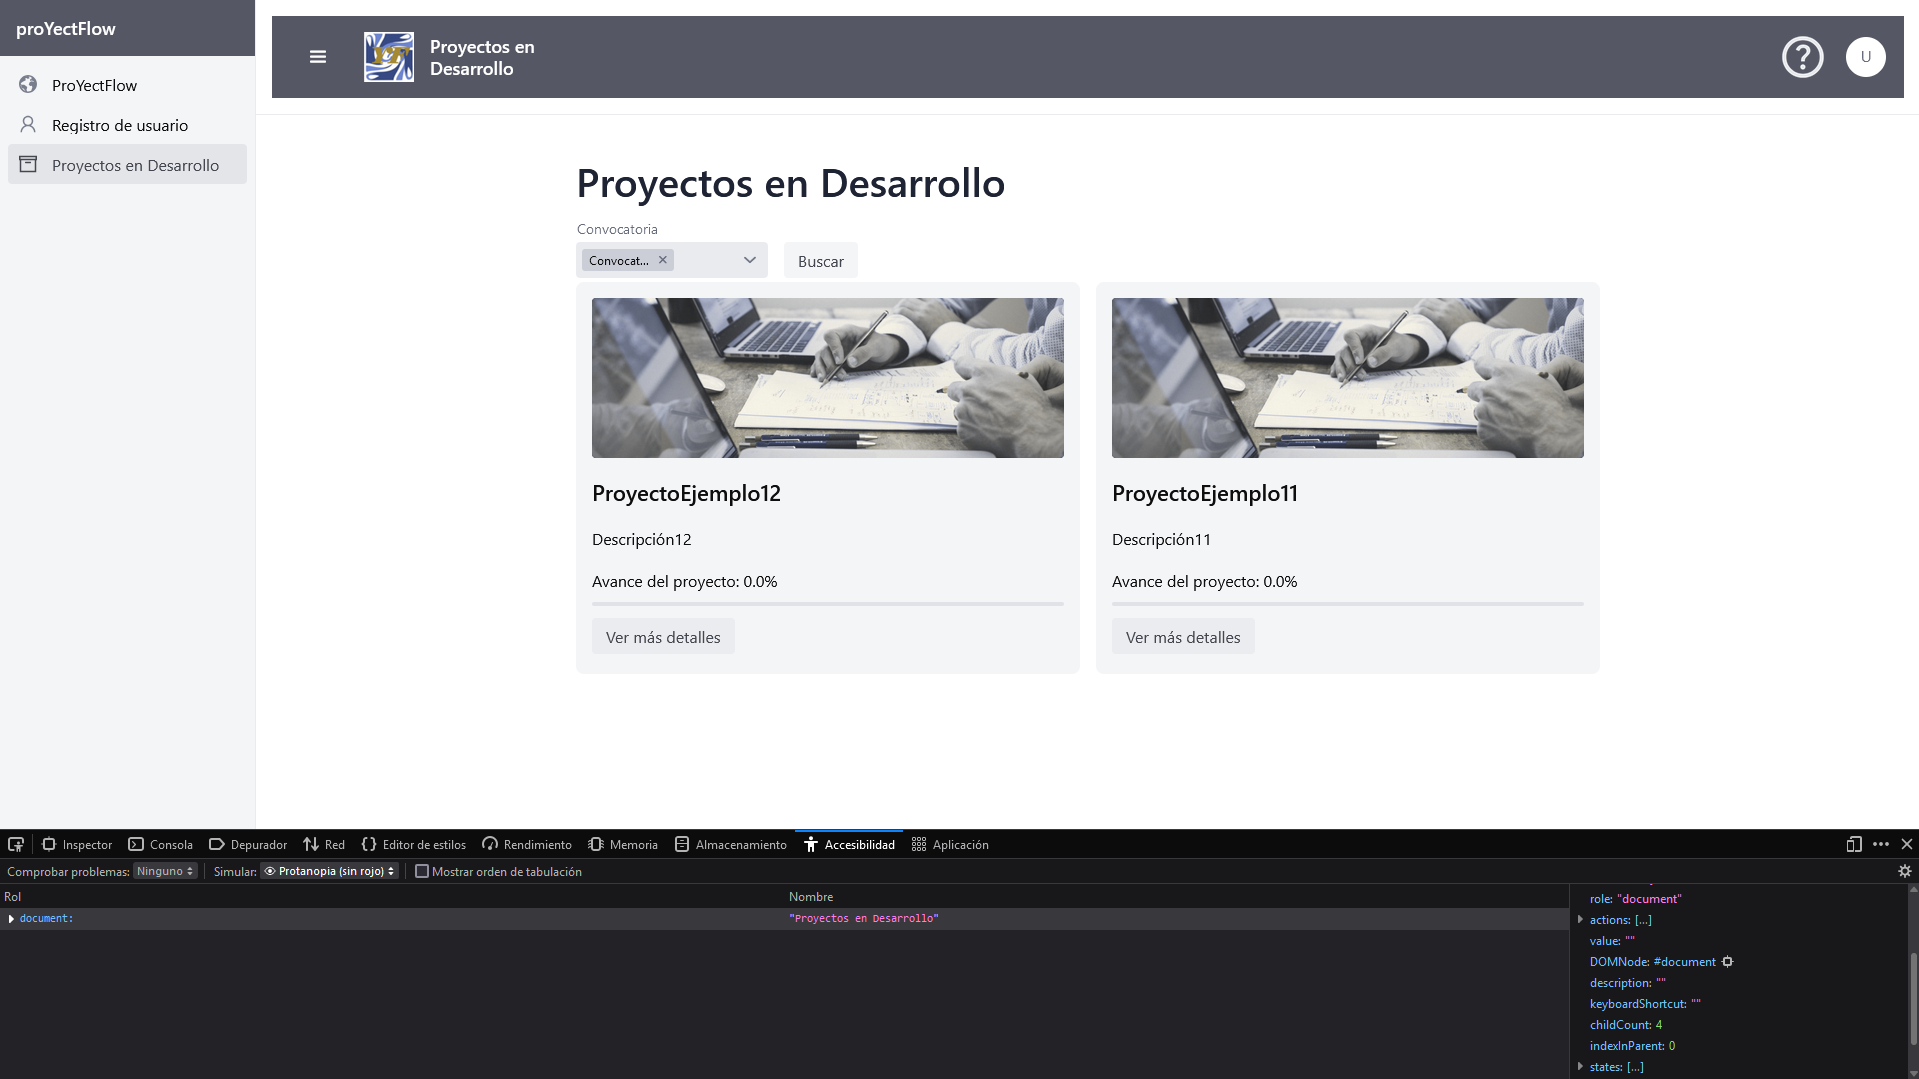 proYectFlow
ProYectFlow
Registro de usuario
Proyectos en Desarrollo
Proyectos en
Desarrollo
U
Proyectos en Desarrollo
Convocatoria
Convocat...
Buscar
ProyectoEjemplo12
Descripción12
Avance del proyecto: 0.0%
Ver más detalles
ProyectoEjemplo11
Descripción11
Avance del proyecto: 0.0%
Ver más detalles
Inspector Consola Depurador Red Editor de estilos Rendimiento Memoria Almacenamiento Accesibilidad Aplicación
Comprobar problemas: Ninguno Simular: Protanopia (sin rojo) Mostrar orden de tabulación
Rol Nombre
document: "Proyectos en Desarrollo"
role: "document"
actions: [...]
value: ""
DOMNode: #document
description: ""
keyboardShortcut: ""
childCount: 4
indexInParent: 0
states: [...]